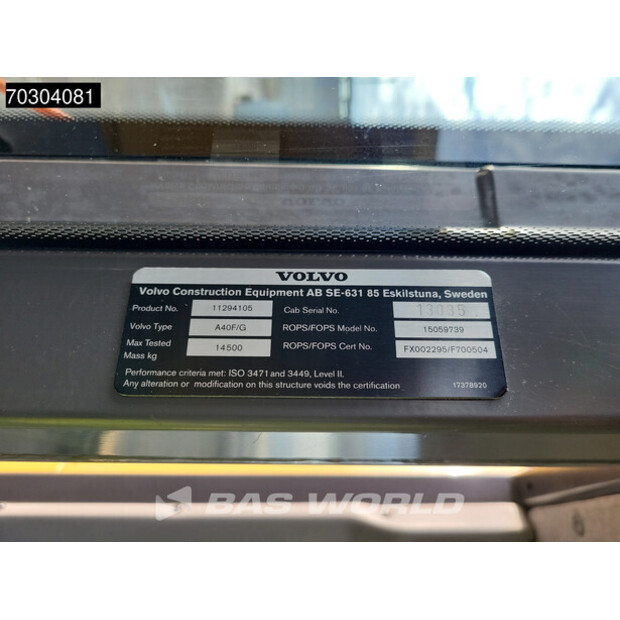 70304081
VOLVO
Volvo Construction Equipment AB SE-631 85 Eskilstuna, Sweden
Product No. 11294105 Cab Serial No. 13035
Volvo Type A40F/G ROPS/FOPS Model No. 15059739
Max Tested Mass kg 14500 ROPS/FOPS Cert No. FX002295/F700504
Performance criteria met: ISO 3471 and 3449, Level II.
Any alteration or modification on this structure voids the certification 17378920
BAS WORLD